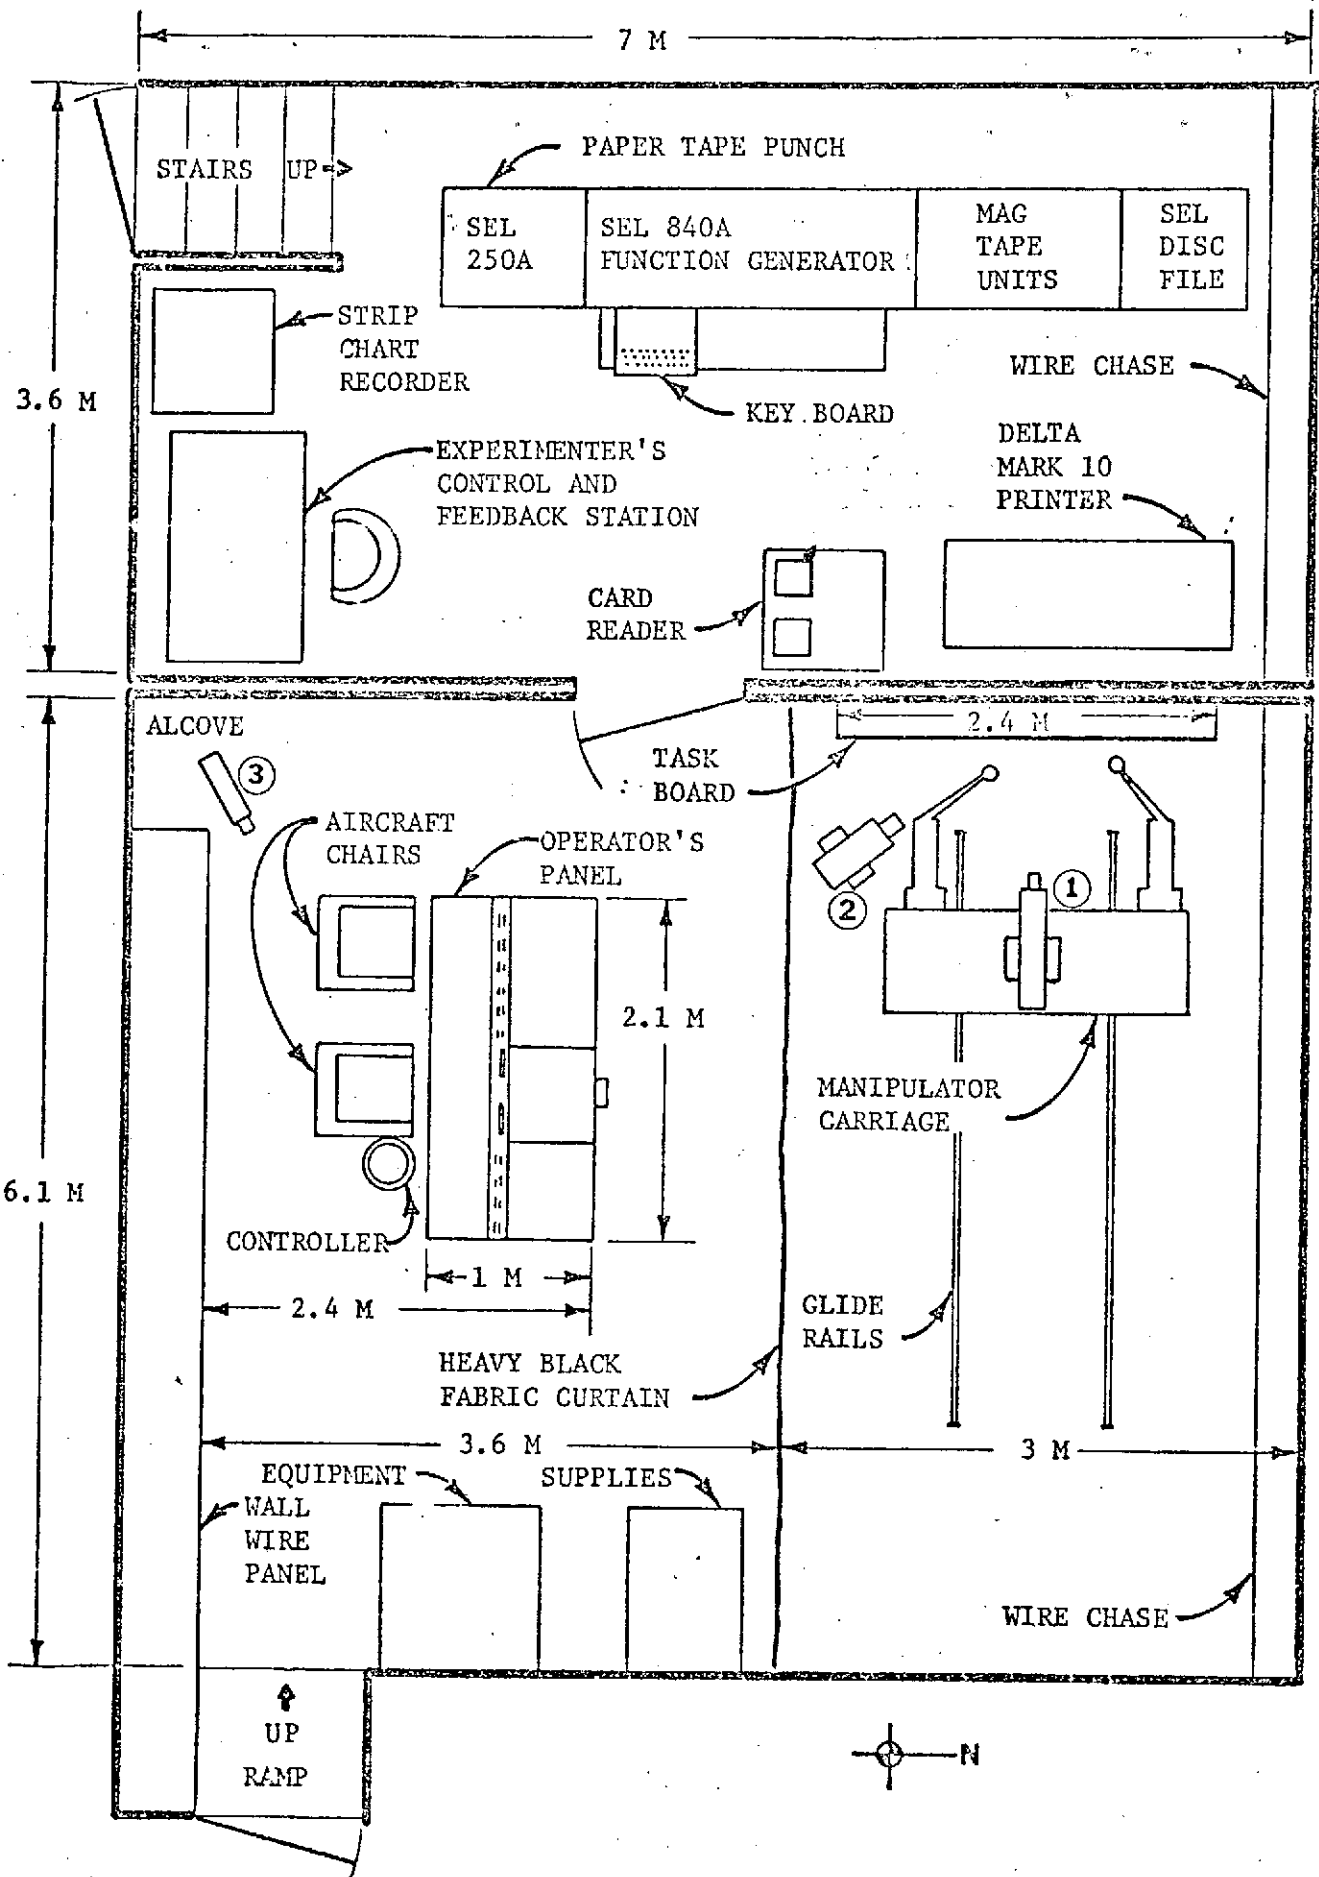 7 M
STAIRS UP->
PAPER TAPE PUNCH
SEL
250A
SEL 840A
FUNCTION GENERATOR
MAG
TAPE
UNITS
SEL
DISC
FILE
STRIP
CHART
RECORDER
3.6 M
WIRE CHASE
KEY.BOARD
EXPERIMENTER'S
CONTROL AND
FEEDBACK STATION
DELTA
MARK 10
PRINTER
CARD
READER
ALCOVE
3
2.4 M
TASK
BOARD
AIRCRAFT
CHAIRS
OPERATOR'S
PANEL
2
1
2.1 M
MANIPULATOR
CARRIAGE
6.1 M
CONTROLLER
1 M
2.4 M
GLIDE
RAILS
HEAVY BLACK
FABRIC CURTAIN
3.6 M
3 M
EQUIPMENT
SUPPLIES
WALL
WIRE
PANEL
WIRE CHASE
UP
RAMP
N